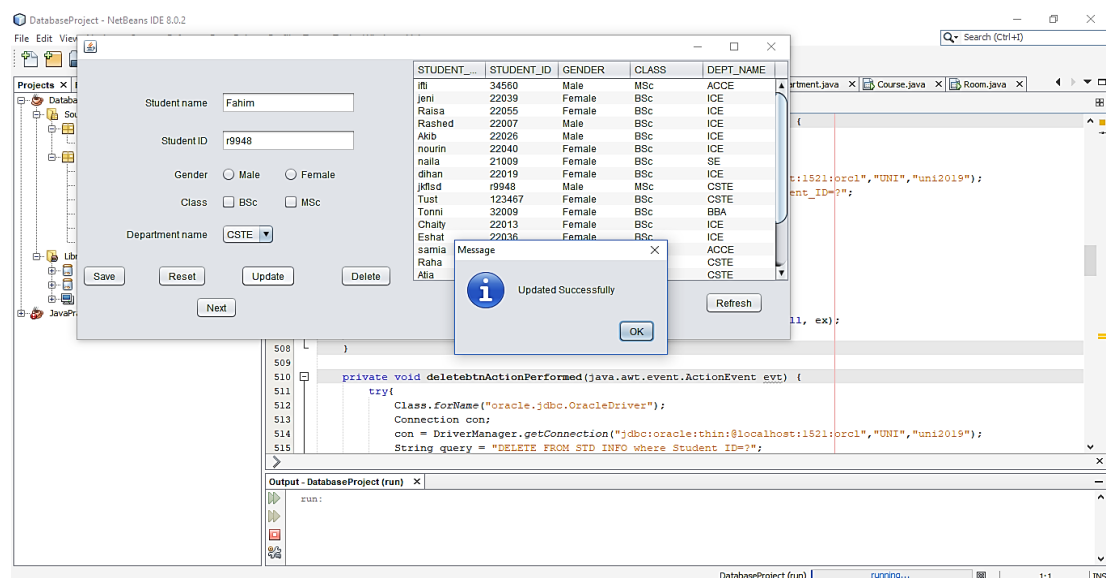 DatabaseProject - NetBeans IDE 8.0.2
File Edit View
Search (Ctrl+I)
Projects
Student name Fahim
Student ID r9948
Gender Male Female
Class BSc MSc
Department name CSTE
Save Reset Update Delete
Next
STUDENT_... STUDENT_ID GENDER CLASS DEPT_NAME
ifti 34560 Male MSc ACCE
jeni 22039 Female BSc ICE
Raisa 22055 Female BSc ICE
Rashed 22007 Male BSc ICE
Akib 22026 Male BSc ICE
nourin 22040 Female BSc ICE
naila 21009 Female BSc SE
dihan 22019 Female BSc ICE
jkflsd r9948 Male MSc CSTE
Tust 123467 Female BSc CSTE
Tonni 32009 Female BSc BBA
Chaity 22013 Female BSc ICE
Eshat 22036 Female BSc ICE
samia ACCE
Raha CSTE
Atia CSTE
Message
Updated Successfully
OK
Refresh
artment.java Course.java Room.java
Databa
Sou
Libr
JavaPr
{
t:1521:orcl","UNI","uni2019");
ent_ID=?";
ll, ex);
508 }
509
510 private void deletebtnActionPerformed(java.awt.event.ActionEvent evt) {
511 try{
512 Class.forName("oracle.jdbc.OracleDriver");
513 Connection con;
514 con = DriverManager.getConnection("jdbc:oracle:thin:@localhost:1521:orcl","UNI","uni2019");
515 String query = "DELETE FROM STD_INFO where Student_ID=?";
Output - DatabaseProject (run)
run:
DatabaseProject (run) running... 1:1 INS